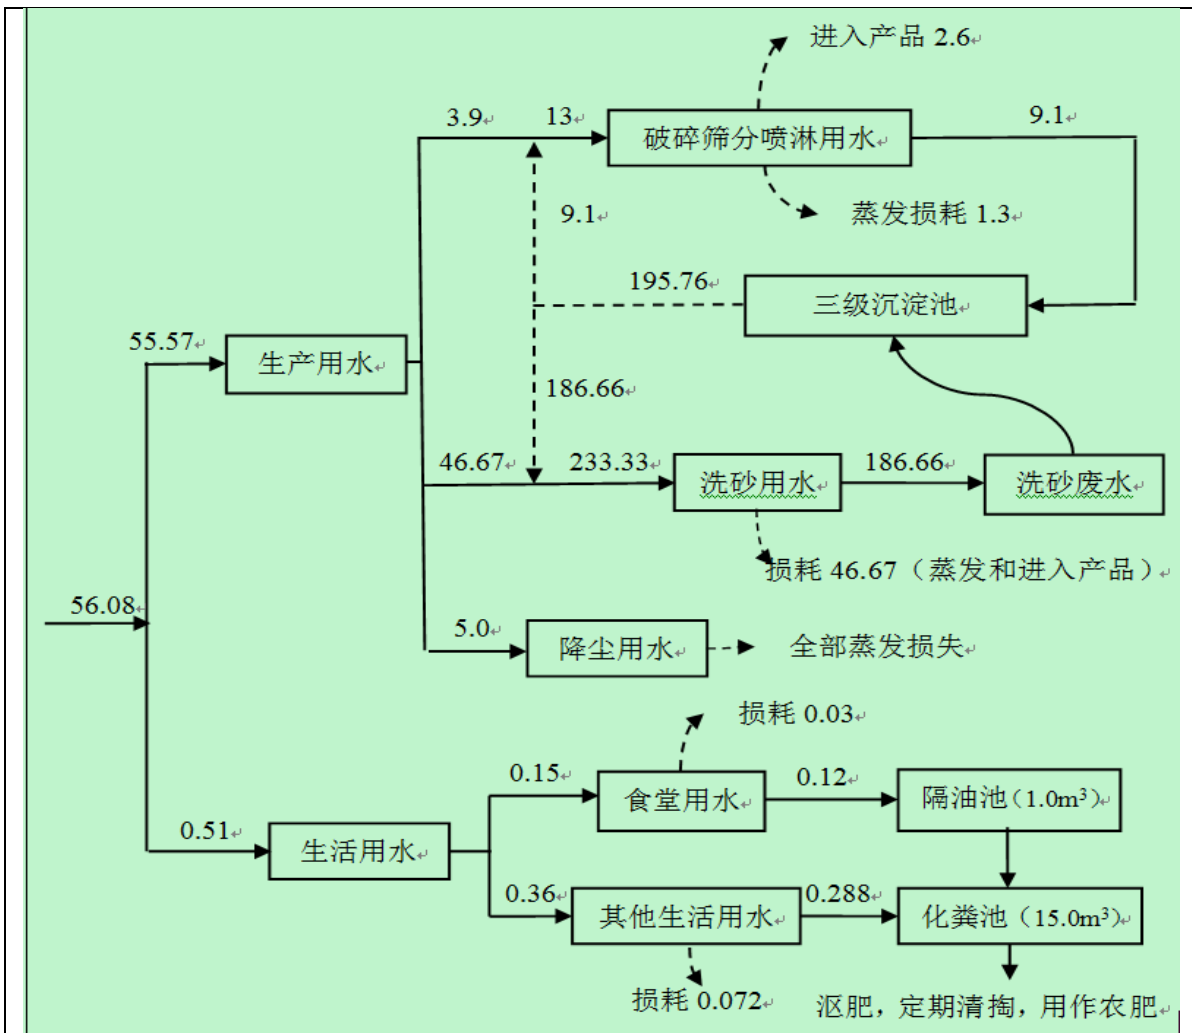 进入产品 2.6
3.9
13
破碎筛分喷淋用水
9.1
9.1
蒸发损耗 1.3
195.76
三级沉淀池
55.57
生产用水
186.66
46.67
233.33
洗砂用水
186.66
洗砂废水
损耗 46.67（蒸发和进入产品）
56.08
5.0
降尘用水
全部蒸发损失
损耗 0.03
0.15
食堂用水
0.12
隔油池（1.0m³）
0.51
生活用水
0.36
其他生活用水
0.288
化粪池（15.0m³）
损耗 0.072
沤肥，定期清掏，用作农肥